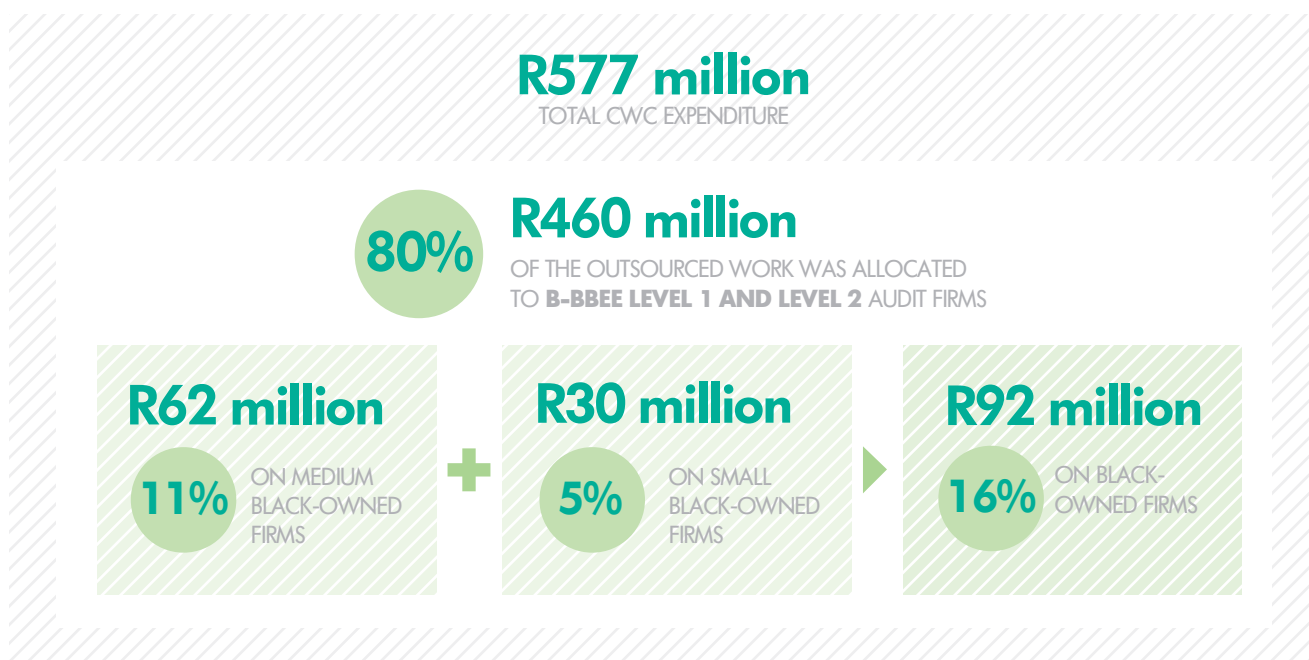 R577 million
TOTAL CWC EXPENDITURE
80%
R460 million
OF THE OUTSOURCED WORK WAS ALLOCATED
TO B-BBEE LEVEL 1 AND LEVEL 2 AUDIT FIRMS
R62 million
11%
ON MEDIUM
BLACK-OWNED
FIRMS
+
R30 million
5%
ON SMALL
BLACK-OWNED
FIRMS
R92 million
16%
ON BLACK-
OWNED FIRMS